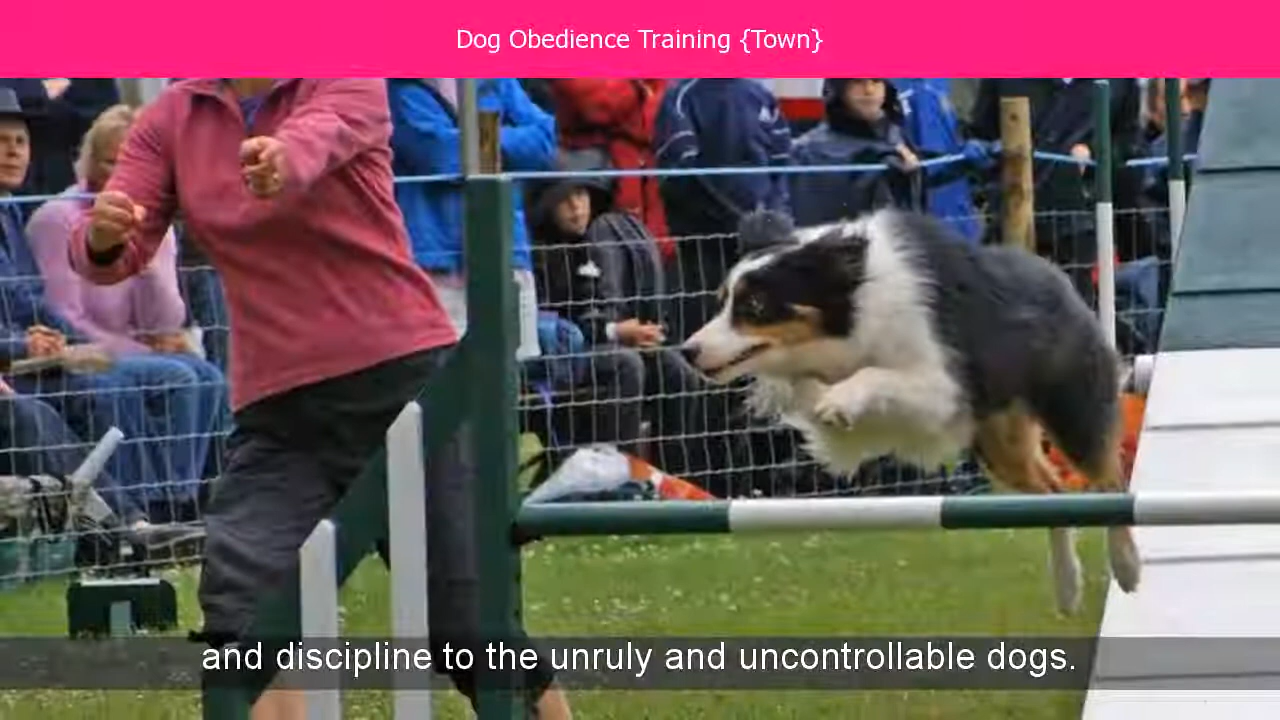 Dog Obedience Training {Town}
and discipline to the unruly and uncontrollable dogs.